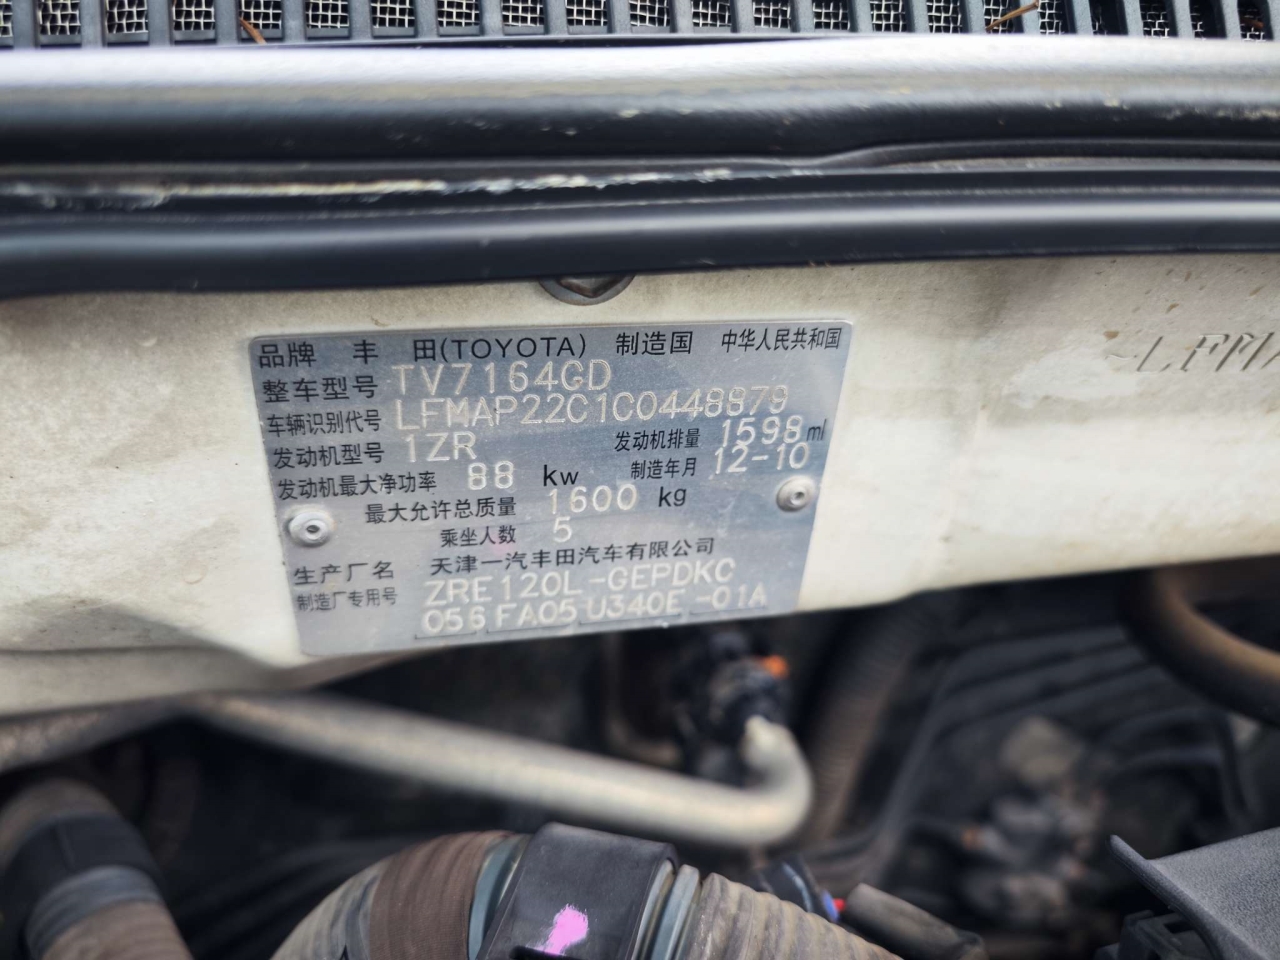 品牌 丰 田(TOYOTA) 制造国 中华人民共和国
整车型号 TV7164GD
车辆识别代号 LFMAP22C1C0448879
发动机型号 1ZR 发动机排量 1598 ml
发动机最大净功率 88 kw 制造年月 12-10
最大允许总质量 1600 kg
乘坐人数 5
生产厂名 天津一汽丰田汽车有限公司
制造厂专用号 ZRE120L-GEPDKC
056 FA05 U340E -01A
LFMA